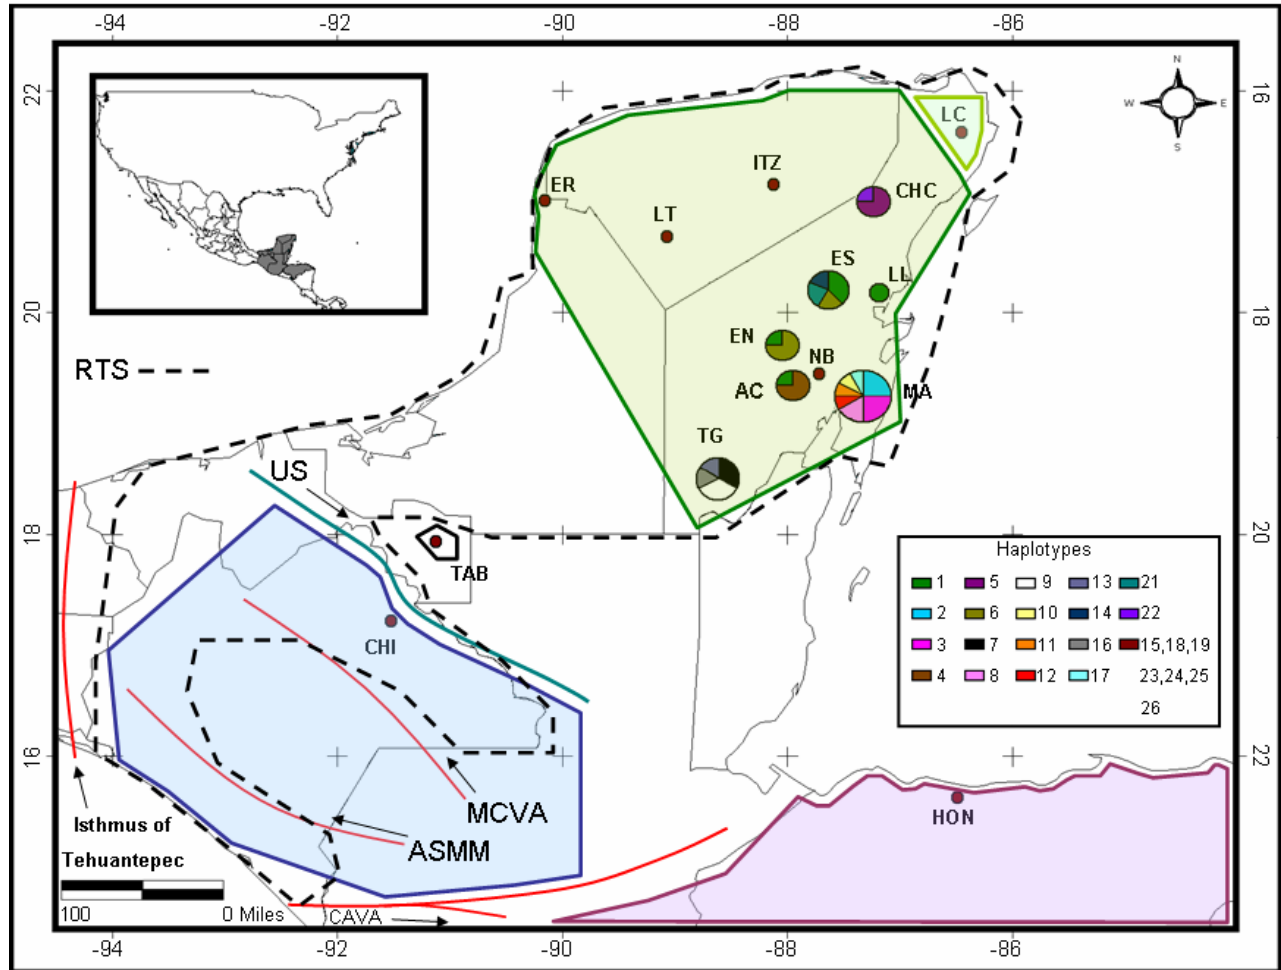 -94 -92 -90 -88 -86
N
W E
S
22 16
LC
ITZ
ER CHC
LT
ES
LL
20 18
EN
NB
RTS
AC MA
TG
US
18 20
TAB
Haplotypes
1 5 9 13 21
2 6 10 14 22
3 7 11 16 15,18,19
4 8 12 17 23,24,25
26
CHI
16 22
MCVA
HON
Isthmus of
Tehuantepec
ASMM
100 0 Miles
CAVA
-94 -92 -90 -88 -86